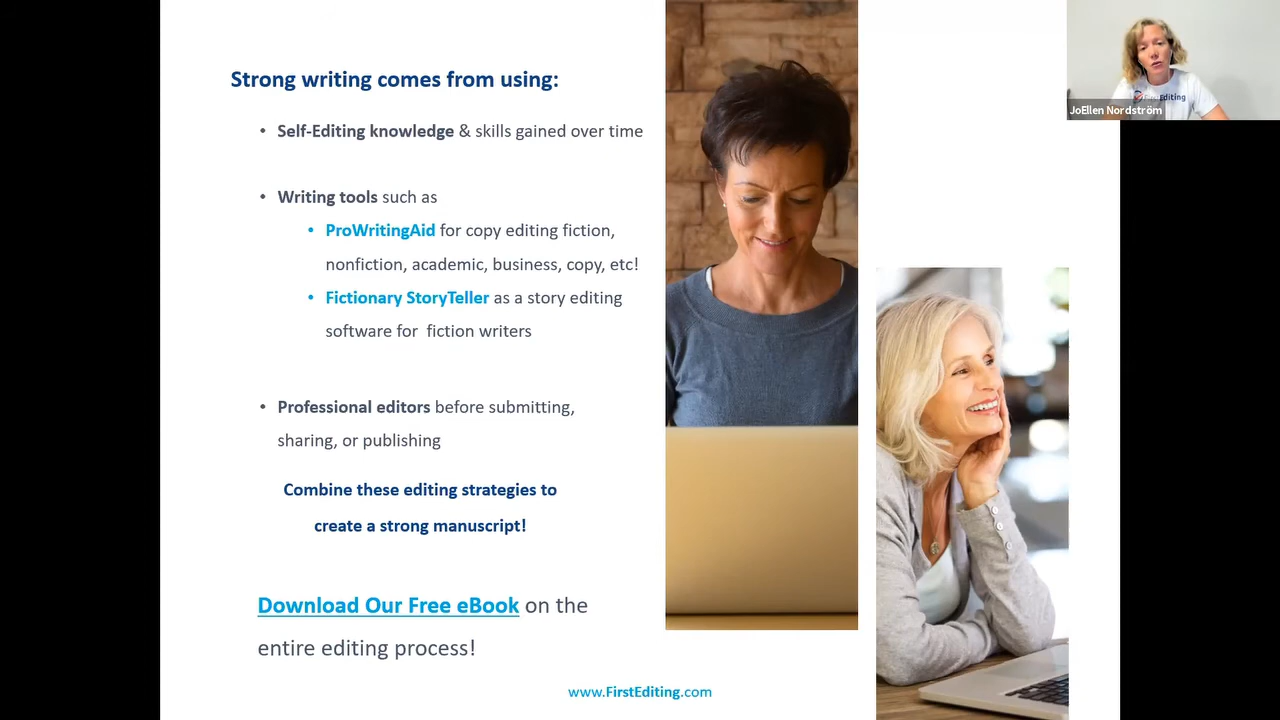 Strong writing comes from using:
• Self-Editing knowledge & skills gained over time
• Writing tools such as
• ProWritingAid for copy editing fiction,
nonfiction, academic, business, copy, etc!
• Fictionary StoryTeller as a story editing
software for fiction writers
• Professional editors before submitting,
sharing, or publishing
Combine these editing strategies to
create a strong manuscript!
Download Our Free eBook on the
entire editing process!
www.FirstEditing.com
JoEllen Nordström
Editing